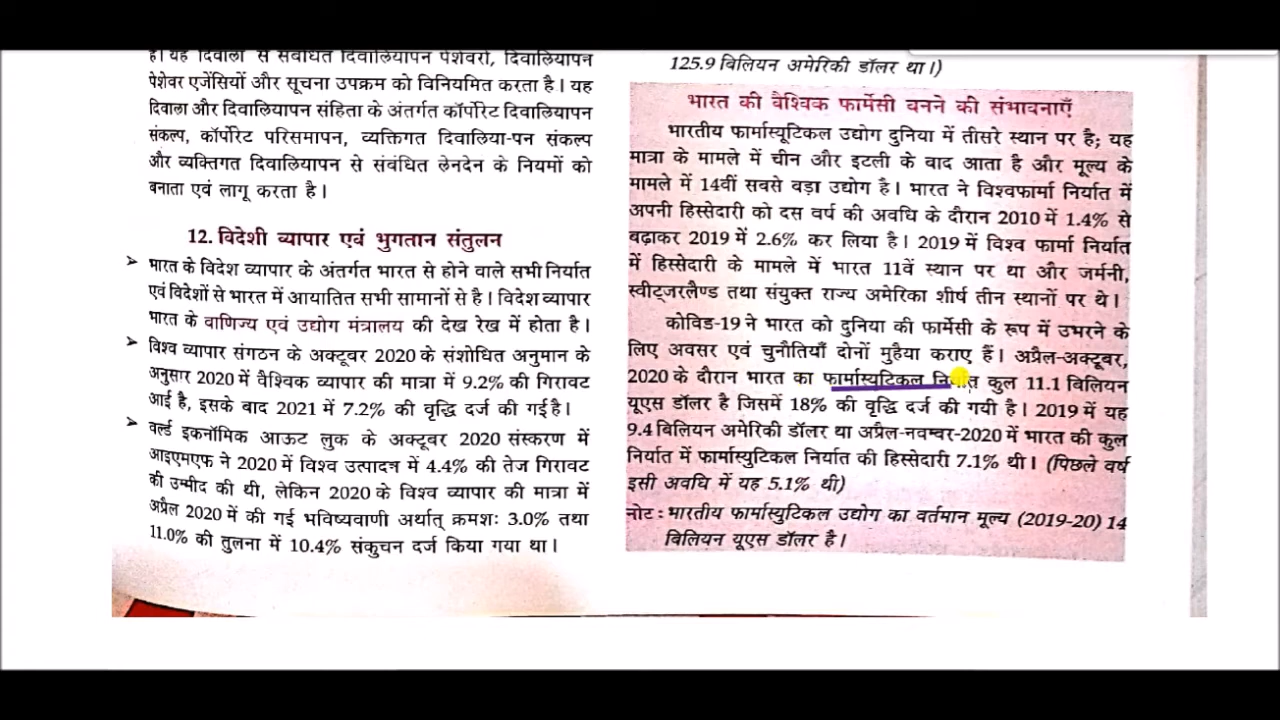 है। यह दिवाला से संबंधित दिवालियापन पेशेवरों, दिवालियापन
पेशेवर एजेंसियों और सूचना उपक्रम को विनियमित करता है। यह
दिवाला और दिवालियापन संहिता के अंतर्गत कॉर्पोरेट दिवालियापन
संकल्प, कॉर्पोरेट परिसमापन, व्यक्तिगत दिवालिया-पन संकल्प
और व्यक्तिगत दिवालियापन से संबंधित लेनदेन के नियमों को
बनाता एवं लागू करता है।
12. विदेशी व्यापार एवं भुगतान संतुलन
➤ भारत के विदेश व्यापार के अंतर्गत भारत से होने वाले सभी निर्यात
एवं विदेशों से भारत में आयातित सभी सामानों से है। विदेश व्यापार
भारत के वाणिज्य एवं उद्योग मंत्रालय की देख रेख में होता है।
➤ विश्व व्यापार संगठन के अक्टूबर 2020 के संशोधित अनुमान के
अनुसार 2020 में वैश्विक व्यापार की मात्रा में 9.2% की गिरावट
आई है, इसके बाद 2021 में 7.2% की वृद्धि दर्ज की गई है।
➤ वर्ल्ड इकनॉमिक आऊट लुक के अक्टूबर 2020 संस्करण में
आइएमएफ ने 2020 में विश्व उत्पादन में 4.4% की तेज गिरावट
की उम्मीद की थी, लेकिन 2020 के विश्व व्यापार की मात्रा में
अप्रैल 2020 में की गई भविष्यवाणी अर्थात् क्रमशः 3.0% तथा
11.0% की तुलना में 10.4% संकुचन दर्ज किया गया था।
125.9 बिलियन अमेरिकी डॉलर था।)
भारत की वैश्विक फार्मेसी बनने की संभावनाएँ
भारतीय फार्मास्यूटिकल उद्योग दुनिया में तीसरे स्थान पर है; यह
मात्रा के मामले में चीन और इटली के बाद आता है और मूल्य के
मामले में 14वीं सबसे बड़ा उद्योग है। भारत ने विश्वफार्मा निर्यात में
अपनी हिस्सेदारी को दस वर्ष की अवधि के दौरान 2010 में 1.4% से
बढ़ाकर 2019 में 2.6% कर लिया है। 2019 में विश्व फार्मा निर्यात
में हिस्सेदारी के मामले में भारत 11वें स्थान पर था और जर्मनी,
स्वीट्जरलैण्ड तथा संयुक्त राज्य अमेरिका शीर्ष तीन स्थानों पर थे।
कोविड-19 ने भारत को दुनिया की फार्मेसी के रूप में उभरने के
लिए अवसर एवं चुनौतियाँ दोनों मुहैया कराए हैं। अप्रैल-अक्टूबर,
2020 के दौरान भारत का फार्मास्युटिकल निर्यात कुल 11.1 बिलियन
यूएस डॉलर है जिसमें 18% की वृद्धि दर्ज की गयी है। 2019 में यह
9.4 बिलियन अमेरिकी डॉलर था अप्रैल-नवम्बर-2020 में भारत की कुल
निर्यात में फार्मास्युटिकल निर्यात की हिस्सेदारी 7.1% थी। (पिछले वर्ष
इसी अवधि में यह 5.1% थी)
नोट : भारतीय फार्मास्युटिकल उद्योग का वर्तमान मूल्य (2019-20) 14
बिलियन यूएस डॉलर है।